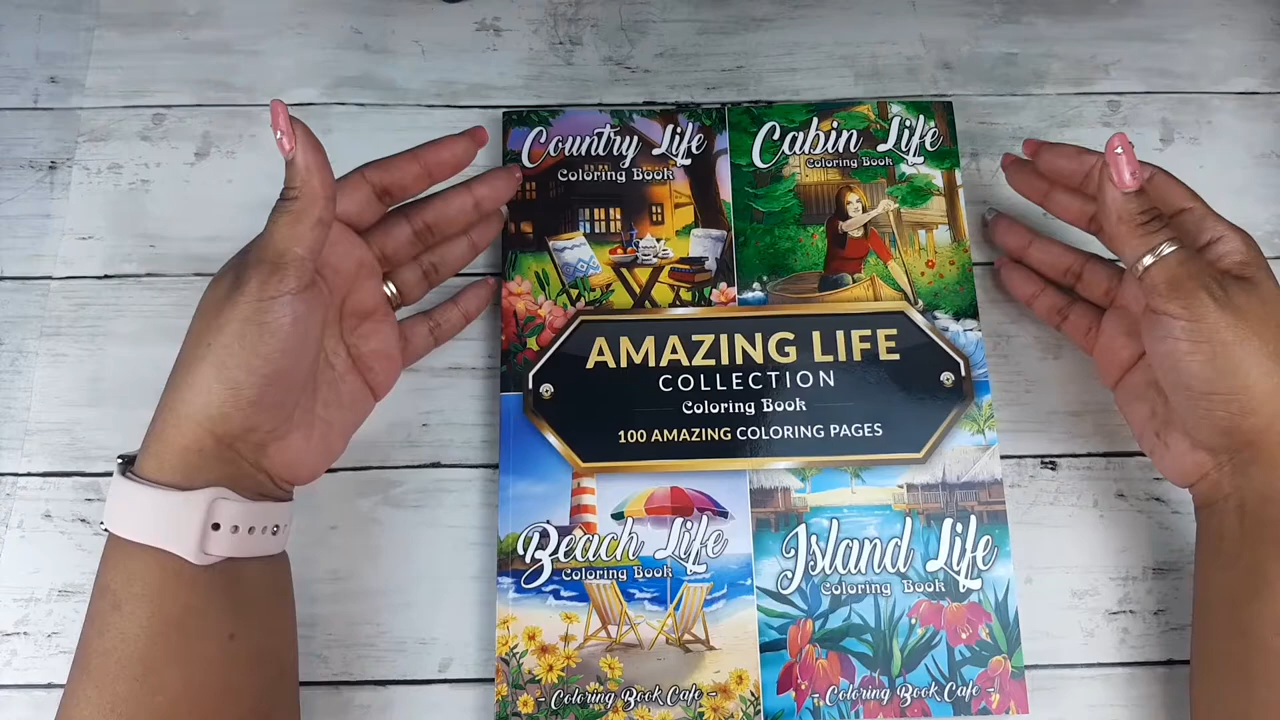 Country Life
Coloring Book
Cabin Life
Coloring Book
AMAZING LIFE
COLLECTION
Coloring Book
100 AMAZING COLORING PAGES
Beach Life
Coloring Book
Island Life
Coloring Book
- Coloring Book Cafe -
- Coloring Book Cafe -